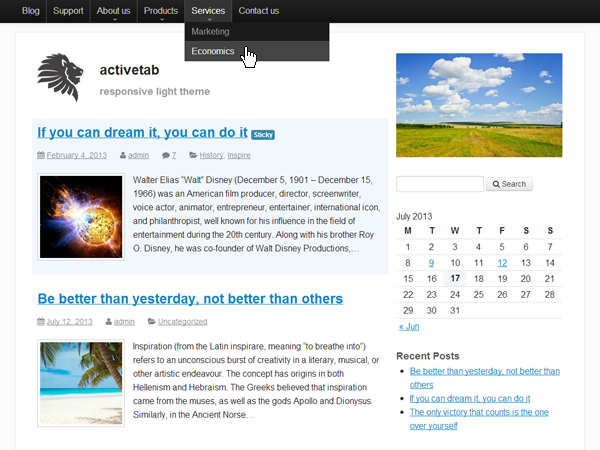 Blog Support About us Products Services Contact us
Marketing
Economics
activetab
responsive light theme
If you can dream it, you can do it Sticky
February 4, 2013 admin 7 History, Inspire
Walter Elias "Walt" Disney (December 5, 1901 – December 15,
1966) was an American film producer, director, screenwriter,
voice actor, animator, entrepreneur, entertainer, international icon,
and philanthropist, well known for his influence in the field of
entertainment during the 20th century. Along with his brother Roy
O. Disney, he was co-founder of Walt Disney Productions,…
Be better than yesterday, not better than others
July 12, 2013 admin Uncategorized
Inspiration (from the Latin inspirare, meaning "to breathe into")
refers to an unconscious burst of creativity in a literary, musical, or
other artistic endeavour. The concept has origins in both
Hellenism and Hebraism. The Greeks believed that inspiration
came from the muses, as well as the gods Apollo and Dionysus.
Similarly, in the Ancient Norse…
Search
July 2013
M T W T F S S
1 2 3 4 5 6 7
8 9 10 11 12 13 14
15 16 17 18 19 20 21
22 23 24 25 26 27 28
29 30 31
« Jun
Recent Posts
Be better than yesterday, not better than
others
If you can dream it, you can do it
The only victory that counts is the one
over yourself